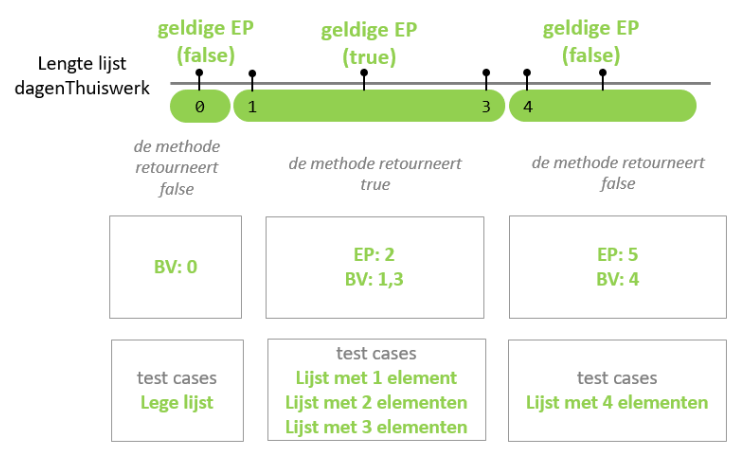 geldige EP
(false)
geldige EP
(true)
geldige EP
(false)
Lengte lijst
dagenThuiswerk
0
1
3
4
de methode
retourneert
false
de methode retourneert
true
de methode retourneert
false
BV: 0
EP: 2
BV: 1,3
EP: 5
BV: 4
test cases
Lege lijst
test cases
Lijst met 1 element
Lijst met 2 elementen
Lijst met 3 elementen
test cases
Lijst met 4 elementen